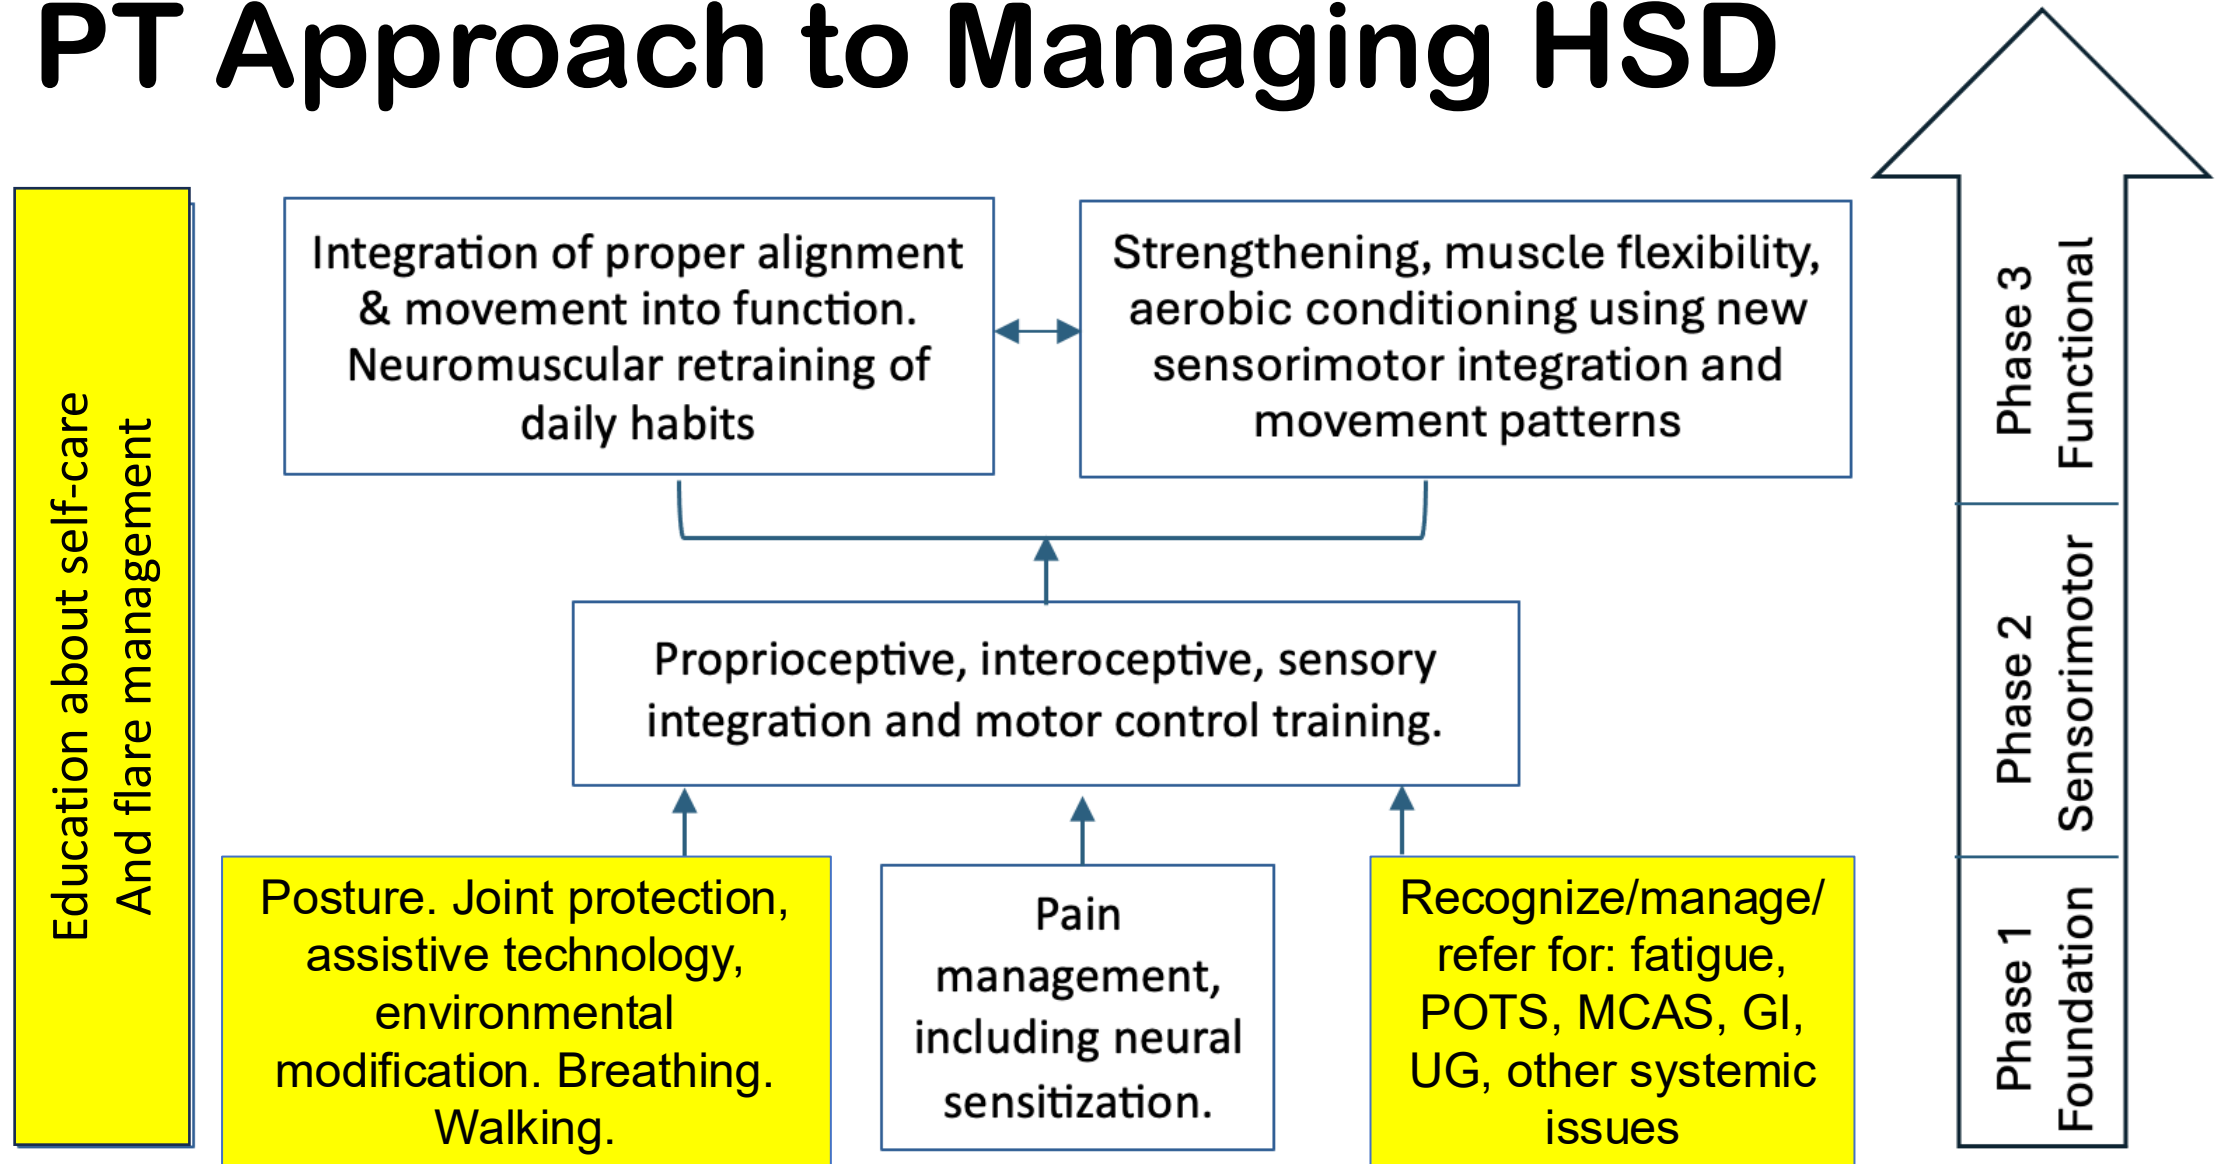 PT Approach to Managing HSD
Education about self-care
And flare management
Integration of proper alignment
& movement into function.
Neuromuscular retraining of
daily habits
Strengthening, muscle flexibility,
aerobic conditioning using new
sensorimotor integration and
movement patterns
Phase 3
Functional
Proprioceptive, interoceptive, sensory
integration and motor control training.
Phase 2
Sensorimotor
Posture. Joint protection,
assistive technology,
environmental
modification. Breathing.
Walking.
Pain
management,
including neural
sensitization.
Recognize/manage/
refer for: fatigue,
POTS, MCAS, GI,
UG, other systemic
issues
Phase 1
Foundation